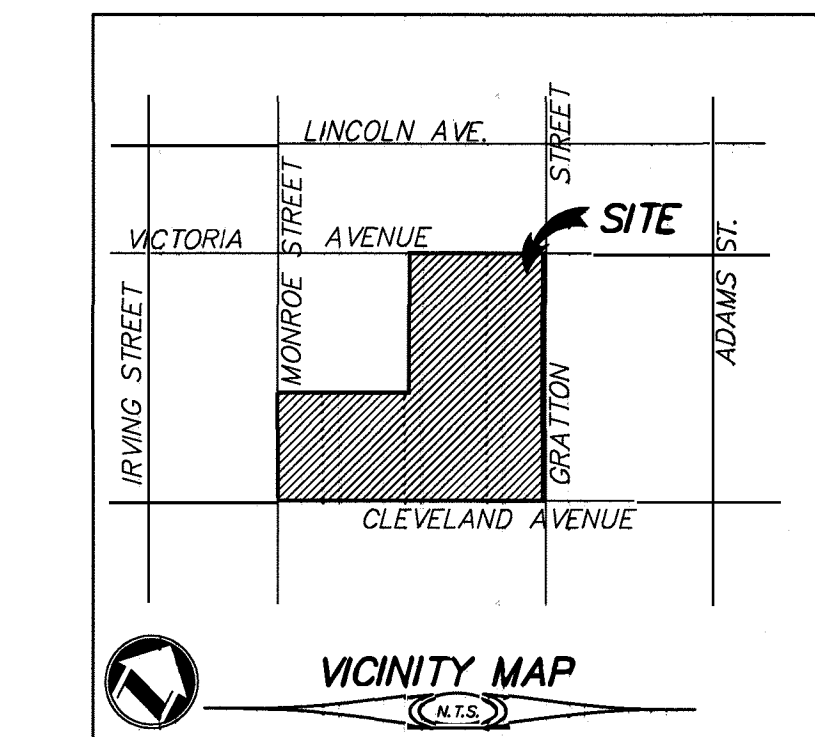 LINCOLN AVE.
STREET
SITE
VICTORIA AVENUE
MONROE STREET
IRVING STREET
ADAMS ST.
GRATTON
CLEVELAND AVENUE
VICINITY MAP
N.T.S.